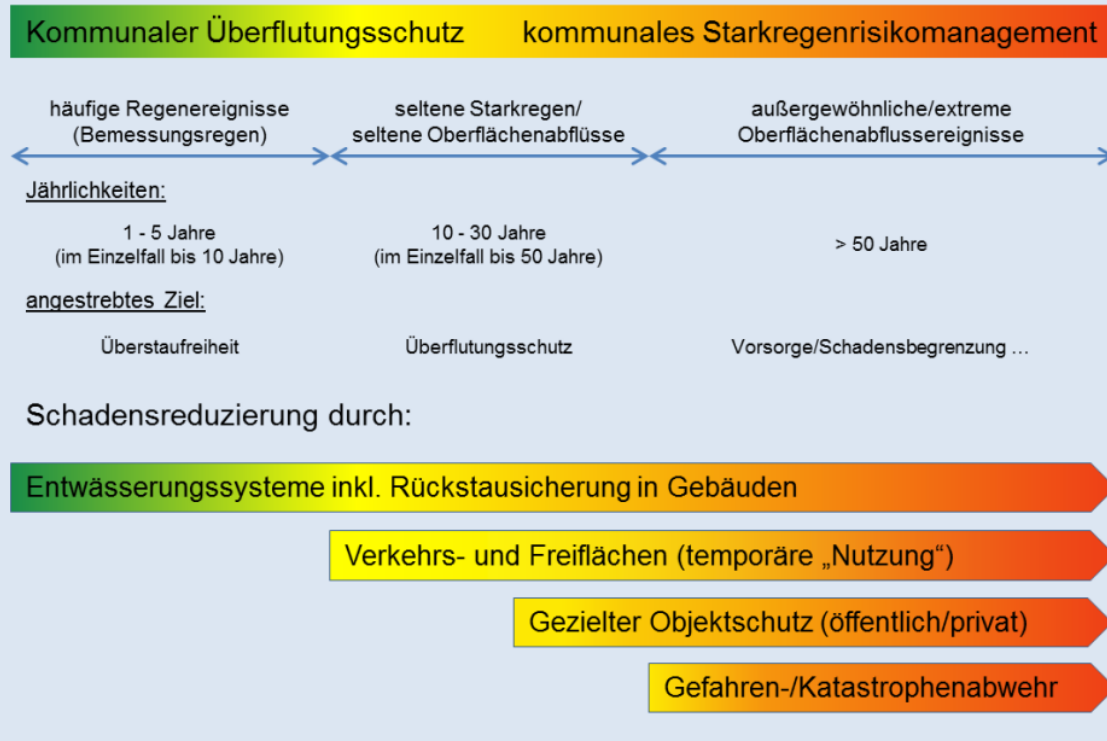 Kommunaler Überflutungsschutz kommunales Starkregenrisikomanagement
häufige Regenereignisse
(Bemessungsregen)
seltene Starkregen/
seltene Oberflächenabflüsse
außergewöhnliche/extreme
Oberflächenabflussereignisse
Jährlichkeiten:
1 - 5 Jahre
(im Einzelfall bis 10 Jahre)
10 - 30 Jahre
(im Einzelfall bis 50 Jahre)
> 50 Jahre
angestrebtes Ziel:
Überstaufreiheit
Überflutungsschutz
Vorsorge/Schadensbegrenzung ...
Schadensreduzierung durch:
Entwässerungssysteme inkl. Rückstausicherung in Gebäuden
Verkehrs- und Freiflächen (temporäre „Nutzung“)
Gezielter Objektschutz (öffentlich/privat)
Gefahren-/Katastrophenabwehr